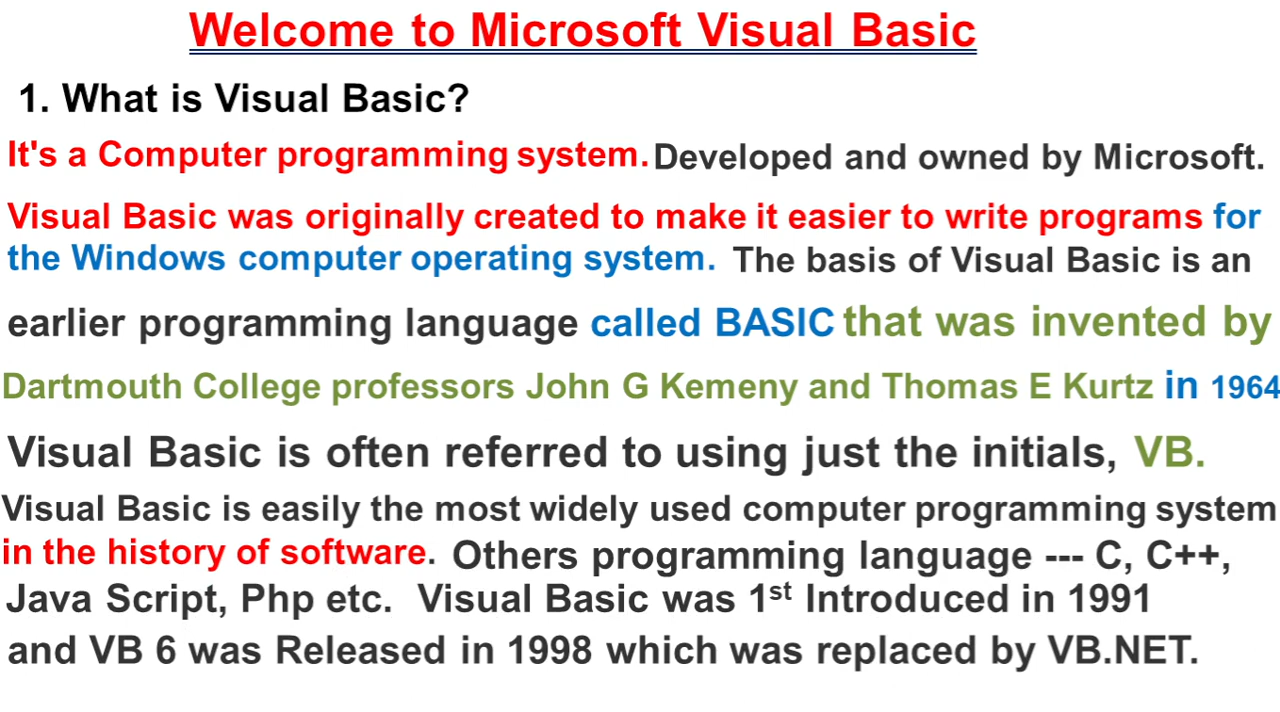 Welcome to Microsoft Visual Basic
1. What is Visual Basic?
It's a Computer programming system. Developed and owned by Microsoft.
Visual Basic was originally created to make it easier to write programs for
the Windows computer operating system. The basis of Visual Basic is an
earlier programming language called BASIC that was invented by
Dartmouth College professors John G Kemeny and Thomas E Kurtz in 1964
Visual Basic is often referred to using just the initials, VB.
Visual Basic is easily the most widely used computer programming system
in the history of software. Others programming language --- C, C++,
Java Script, Php etc. Visual Basic was 1st Introduced in 1991
and VB 6 was Released in 1998 which was replaced by VB.NET.